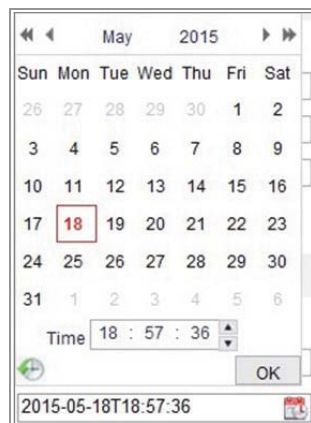 May 2015
Sun Mon Tue Wed Thu Fri Sat
26 27 28 29 30 1 2
3 4 5 6 7 8 9
10 11 12 13 14 15 16
17 18 19 20 21 22 23
24 25 26 27 28 29 30
31 1 2 3 4 5 6
Time 18 : 57 : 36
OK
2015-05-18T18:57:36